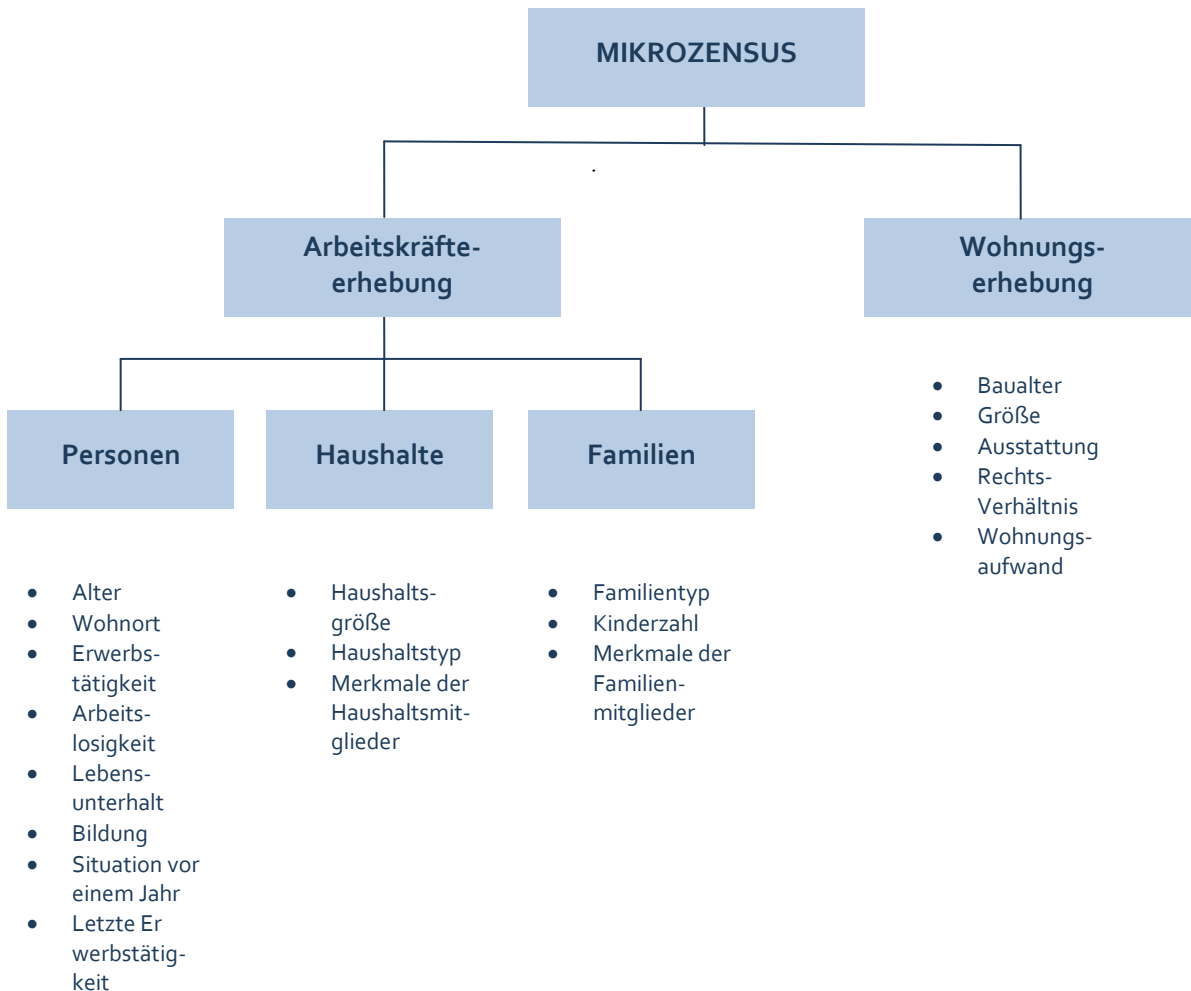 MIKROZENSUS
Arbeitskräfte-
erhebung
Wohnungs-
erhebung
Personen
Haushalte
Familien
• Baualter
• Größe
• Ausstattung
• Rechts-
Verhältnis
• Wohnungs-
aufwand
• Alter
• Wohnort
• Erwerbs-
tätigkeit
• Arbeits-
losigkeit
• Lebens-
unterhalt
• Bildung
• Situation vor
einem Jahr
• Letzte Er
werbstätig-
keit
• Haushalts-
größe
• Haushaltstyp
• Merkmale der
Haushaltsmit-
glieder
• Familientyp
• Kinderzahl
• Merkmale der
Familien-
mitglieder